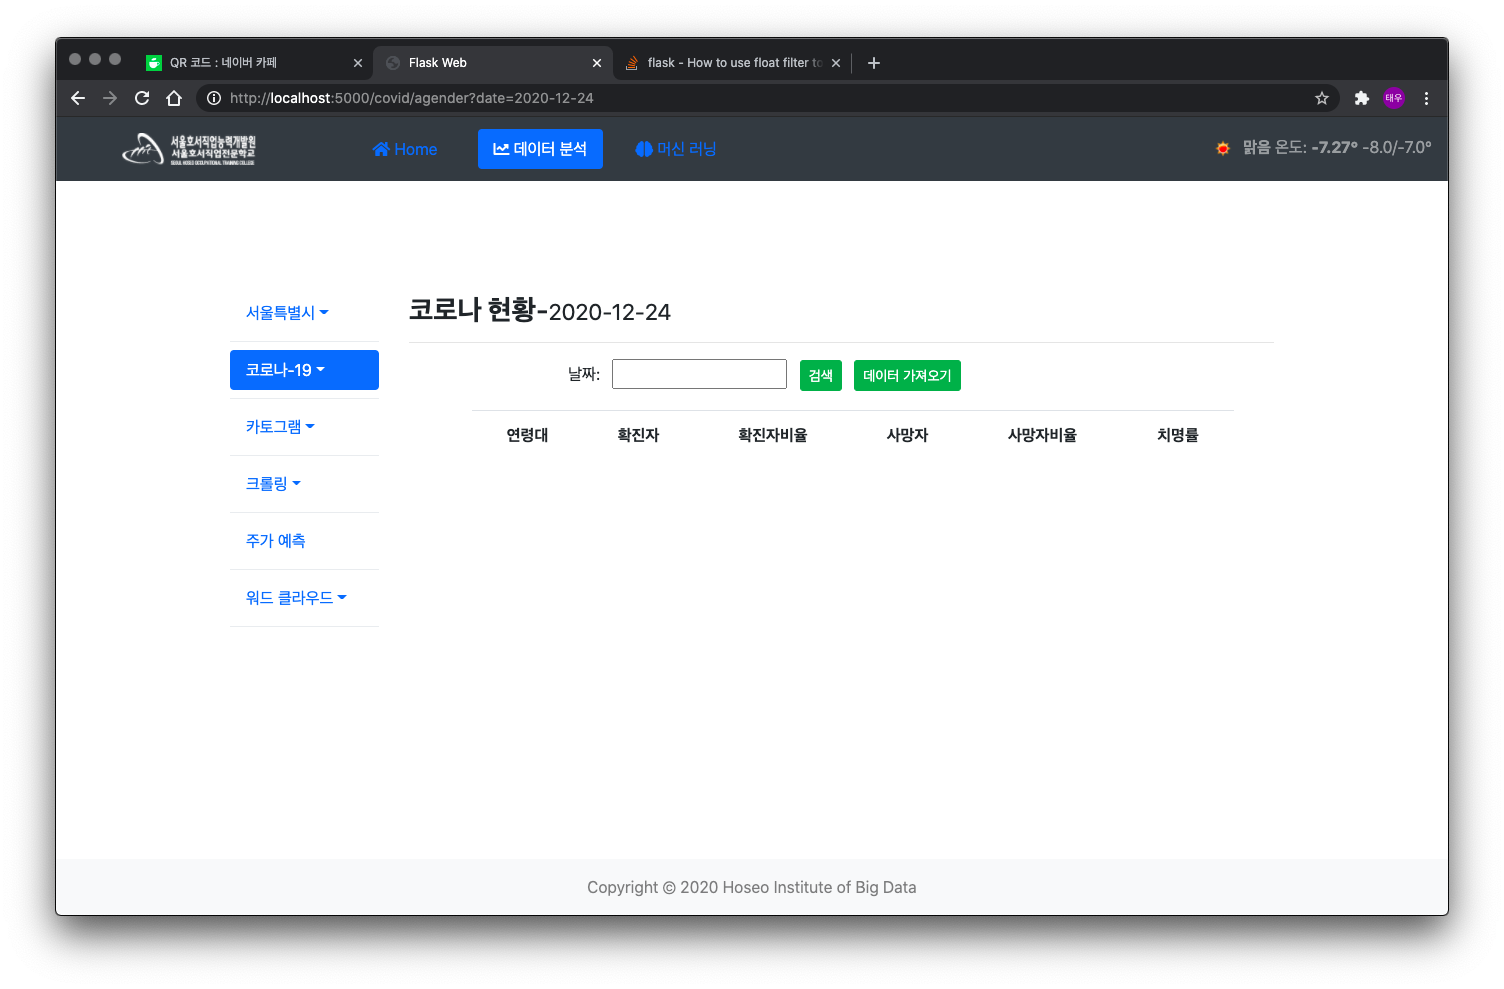 QR 코드 : 네이버 카페
Flask Web
flask - How to use float filter to
http://localhost:5000/covid/agender?date=2020-12-24
태우
서울호서직업능력개발원
서울호서직업전문학교
SEOUL HOSEO OCCUPATIONAL TRAINING COLLEGE
Home
데이터 분석
머신 러닝
맑음 온도: -7.27° -8.0/-7.0°
서울특별시
코로나-19
카토그램
크롤링
주가 예측
워드 클라우드
코로나 현황-2020-12-24
날짜:
검색
데이터 가져오기
연령대 확진자 확진자비율 사망자 사망자비율 치명률
Copyright © 2020 Hoseo Institute of Big Data